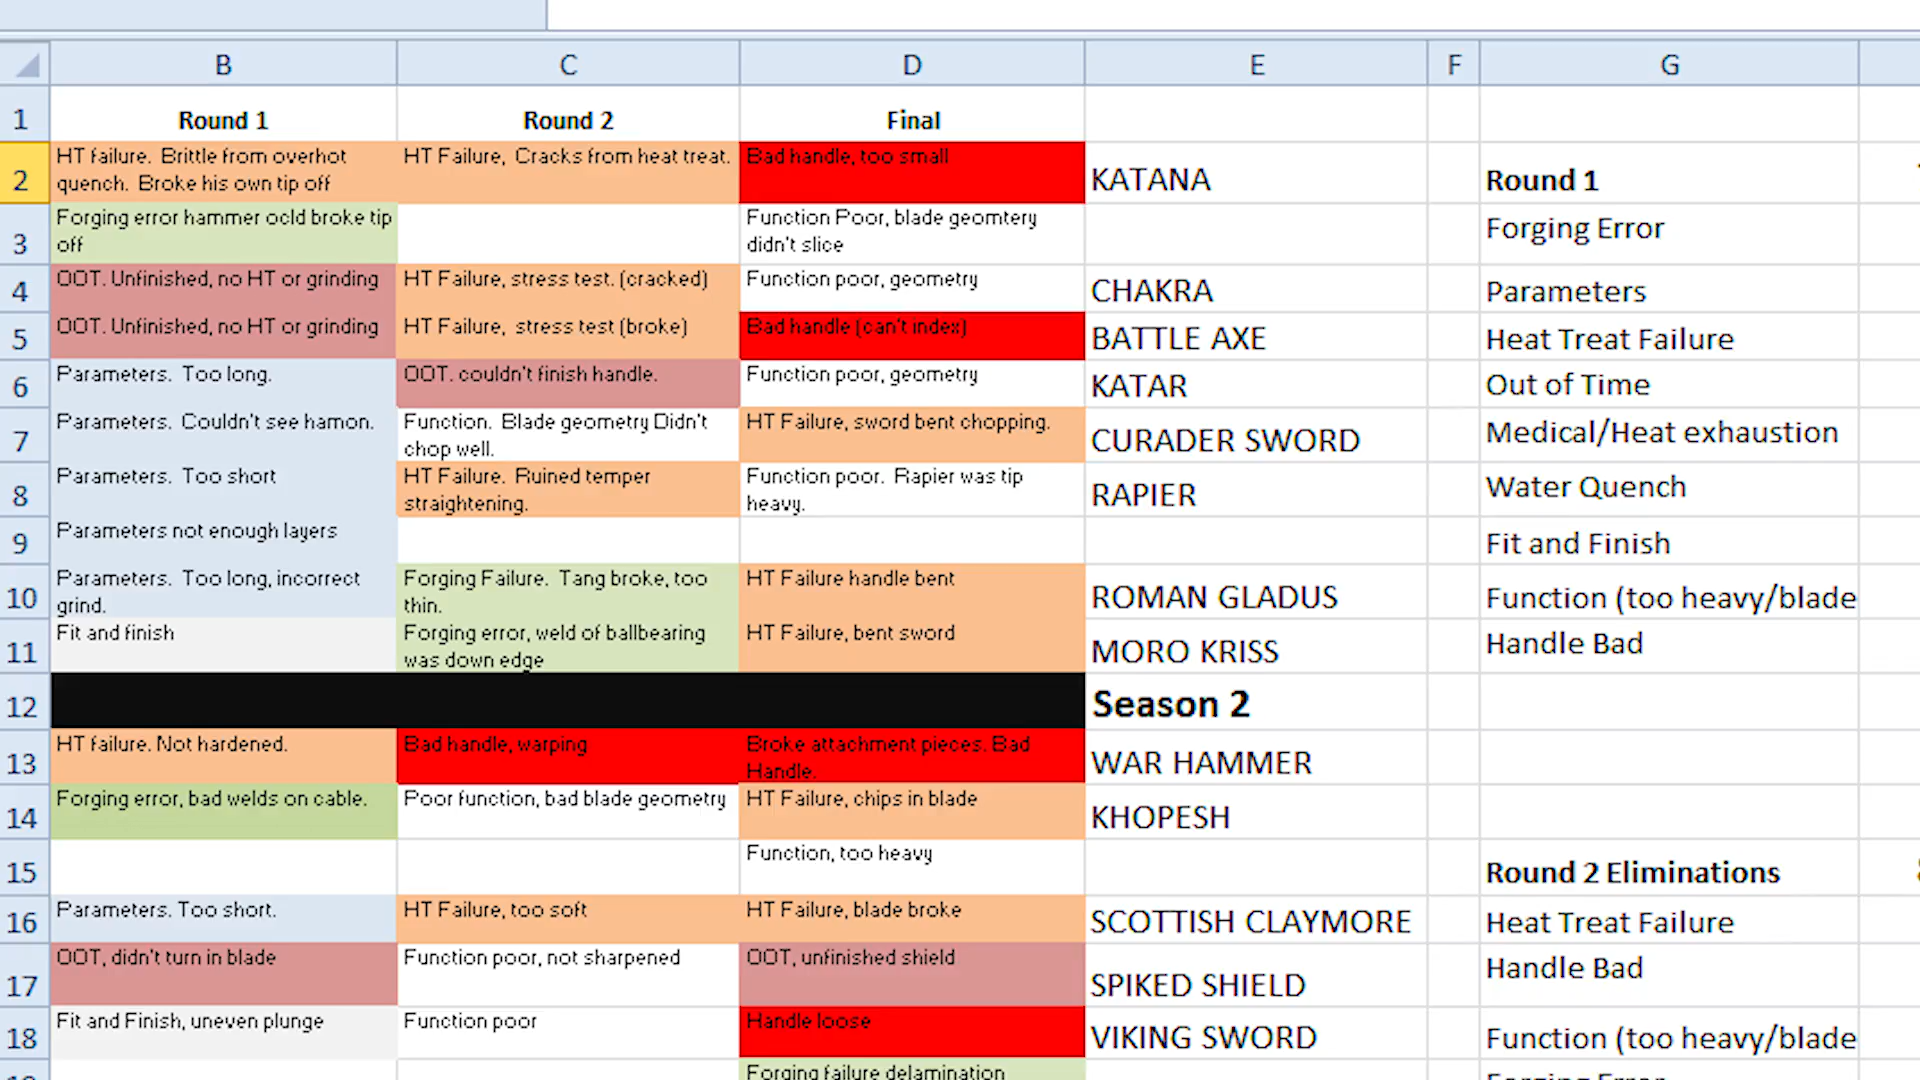 B C D E F G
1 Round 1 Round 2 Final
2 HT failure. Brittle from overhot quench. Broke his own tip off HT Failure, Cracks from heat treat. Bad handle, too small KATANA Round 1
3 Forging error hammer ocld broke tip off Function Poor, blade geomtery didn't slice Forging Error
4 OOT. Unfinished, no HT or grinding HT Failure, stress test. (cracked) Function poor, geometry CHAKRA Parameters
5 OOT. Unfinished, no HT or grinding HT Failure, stress test (broke) Bad handle (can't index) BATTLE AXE Heat Treat Failure
6 Parameters. Too long. OOT. couldn't finish handle. Function poor, geometry KATAR Out of Time
7 Parameters. Couldn't see hamon. Function. Blade geometry Didn't chop well. HT Failure, sword bent chopping. CURADER SWORD Medical/Heat exhaustion
8 Parameters. Too short HT Failure. Ruined temper straightening. Function poor. Rapier was tip heavy. RAPIER Water Quench
9 Parameters not enough layers Fit and Finish
10 Parameters. Too long, incorrect grind. Forging Failure. Tang broke, too thin. HT Failure handle bent ROMAN GLADUS Function (too heavy/blade
11 Fit and finish Forging error, weld of ballbearing was down edge HT Failure, bent sword MORO KRISS Handle Bad
12 Season 2
13 HT failure. Not hardened. Bad handle, warping Broke attachment pieces. Bad Handle. WAR HAMMER
14 Forging error, bad welds on cable. Poor function, bad blade geometry HT Failure, chips in blade KHOPESH
15 Function, too heavy Round 2 Eliminations
16 Parameters. Too short. HT Failure, too soft HT Failure, blade broke SCOTTISH CLAYMORE Heat Treat Failure
17 OOT, didn't turn in blade Function poor, not sharpened OOT, unfinished shield SPIKED SHIELD Handle Bad
18 Fit and Finish, uneven plunge Function poor Handle loose VIKING SWORD Function (too heavy/blade
Forging failure delamination Forging Error